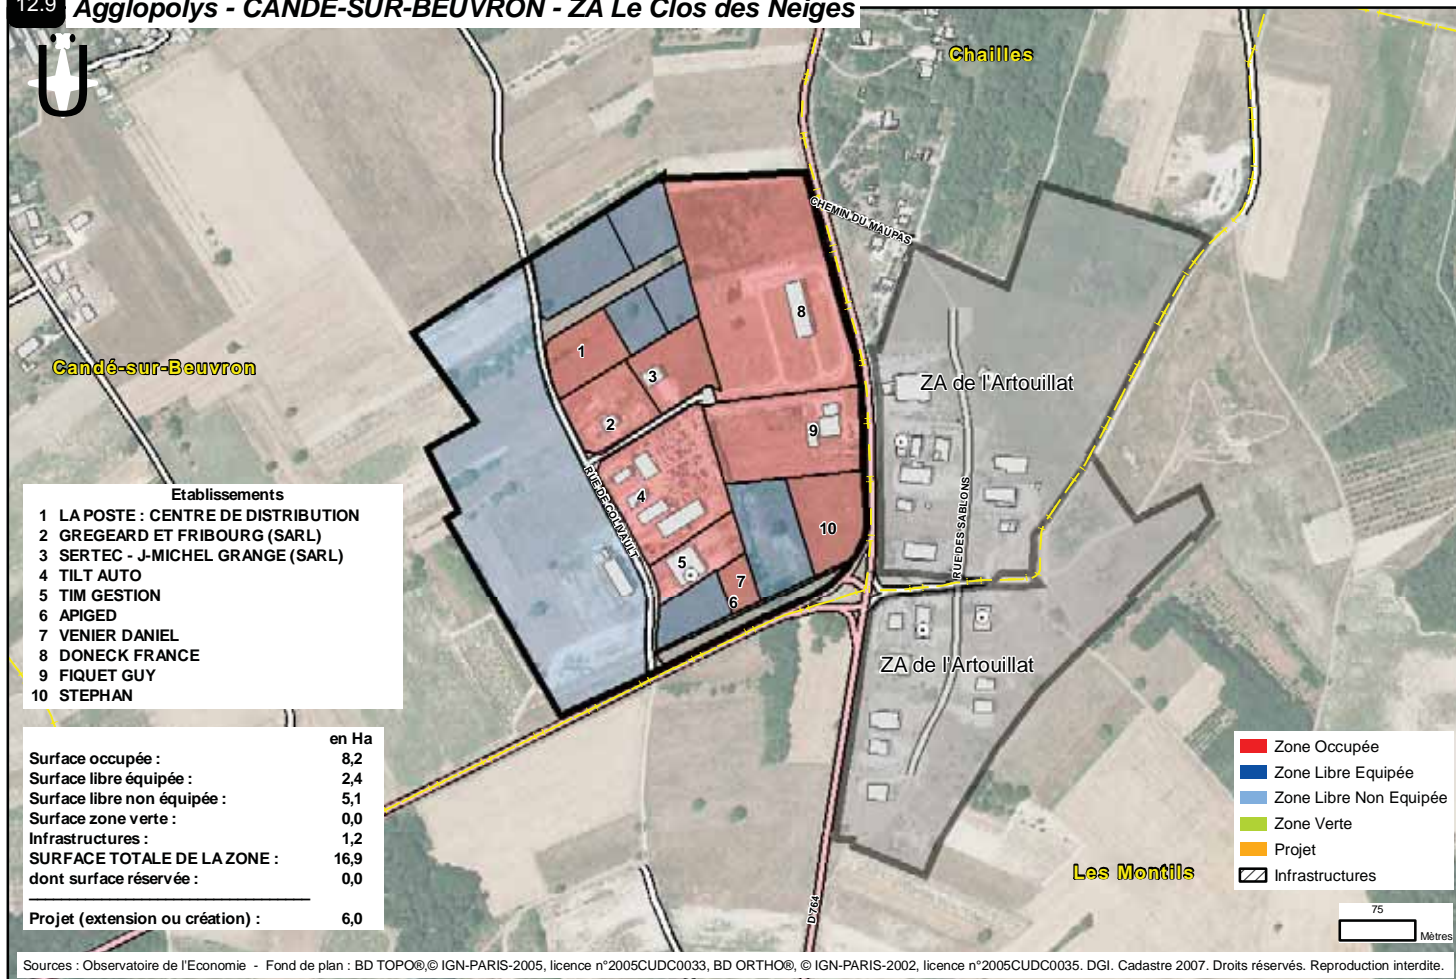 12.9 Agglopolys - CANDE-SUR-BEUVRON - ZA Le Clos des Neiges
Chailles
CHEMIN DU MAUPAS
Candé-sur-Beuvron
ZA de l'Artouillat
RUE DE COLIVAULT
RUE DES SABLONS
1
2
3
4
5
6
7
8
9
10
ZA de l'Artouillat
Les Montils
D 764
Etablissements
1 LA POSTE : CENTRE DE DISTRIBUTION
2 GREGEARD ET FRIBOURG (SARL)
3 SERTEC - J-MICHEL GRANGE (SARL)
4 TILT AUTO
5 TIM GESTION
6 APIGED
7 VENIER DANIEL
8 DONECK FRANCE
9 FIQUET GUY
10 STEPHAN
en Ha
Surface occupée : 8,2
Surface libre équipée : 2,4
Surface libre non équipée : 5,1
Surface zone verte : 0,0
Infrastructures : 1,2
SURFACE TOTALE DE LA ZONE : 16,9
dont surface réservée : 0,0
Projet (extension ou création) : 6,0
Zone Occupée
Zone Libre Equipée
Zone Libre Non Equipée
Zone Verte
Projet
Infrastructures
75
Mètres
Sources : Observatoire de l'Economie - Fond de plan : BD TOPO®,© IGN-PARIS-2005, licence n°2005CUDC0033, BD ORTHO®, © IGN-PARIS-2002, licence n°2005CUDC0035. DGI. Cadastre 2007. Droits réservés. Reproduction interdite.